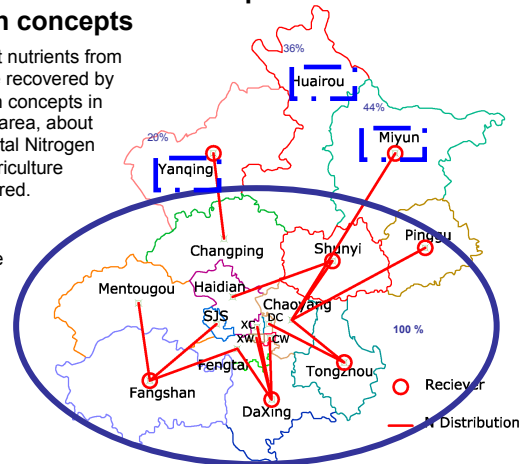 n concepts
t nutrients from
e recovered by
n concepts in
area, about
tal Nitrogen
riculture
red.
e
36%
Huairou
44%
Miyun
20%
Yanqing
Pinggu
Changping
Shunyi
Mentougou
Haidian
Chaoyang
SJS
XC
DC
XW
CW
100 %
Fengtai
Tongzhou
Fangshan
DaXing
Reciever
N Distribution